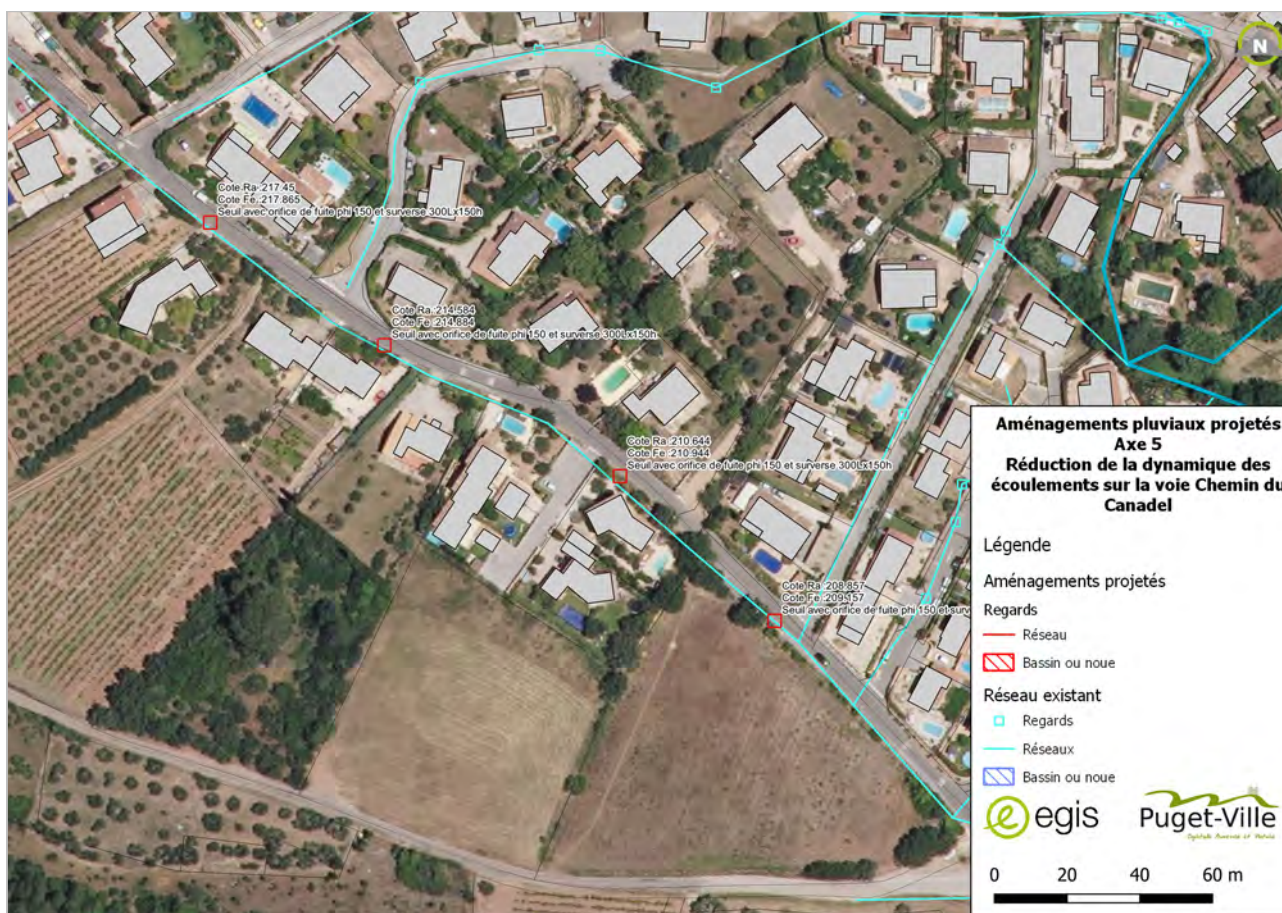 N
Cote Ra :217.45
Cote Fe :217.865
Seuil avec orifice de fuite phi 150 et surverse 300Lx150h
Cote Ra :214.584
Cote Fe :214.884
Seuil avec orifice de fuite phi 150 et surverse 300Lx150h
Cote Ra :210.644
Cote Fe :210.944
Seuil avec orifice de fuite phi 150 et surverse 300Lx150h
Cote Ra :208.857
Cote Fe :209.157
Seuil avec orifice de fuite phi 150 et surve
Aménagements pluviaux projetés
Axe 5
Réduction de la dynamique des
écoulements sur la voie Chemin du
Canadel
Légende
Aménagements projetés
Regards
Réseau
Bassin ou noue
Réseau existant
Regards
Réseaux
Bassin ou noue
egis
Puget-Ville
0 20 40 60 m